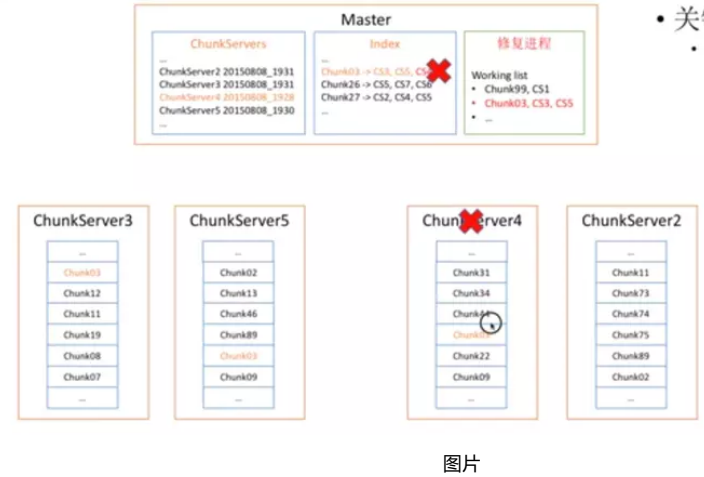 Master
• 关
•
ChunkServers
...
ChunkServer2 20150808_1931
ChunkServer3 20150808_1931
ChunkServer4 20150808_1928
ChunkServer5 20150808_1930
...
Index
...
Chunk03 -> CS3, CS5,
Chunk26 -> CS5, CS7, CS6
Chunk27 -> CS2, CS4, CS5
...
修复进程
Working list
• Chunk99, CS1
• Chunk03, CS3, CS5
• ...
ChunkServer3
...
Chunk03
Chunk12
Chunk11
Chunk19
Chunk08
Chunk07
...
ChunkServer5
...
Chunk02
Chunk13
Chunk46
Chunk89
Chunk03
Chunk09
...
ChunkServer4
...
Chunk31
Chunk34
Chunk44
Chunk03
Chunk22
Chunk09
...
ChunkServer2
...
Chunk11
Chunk73
Chunk74
Chunk75
Chunk89
Chunk02
...
图片